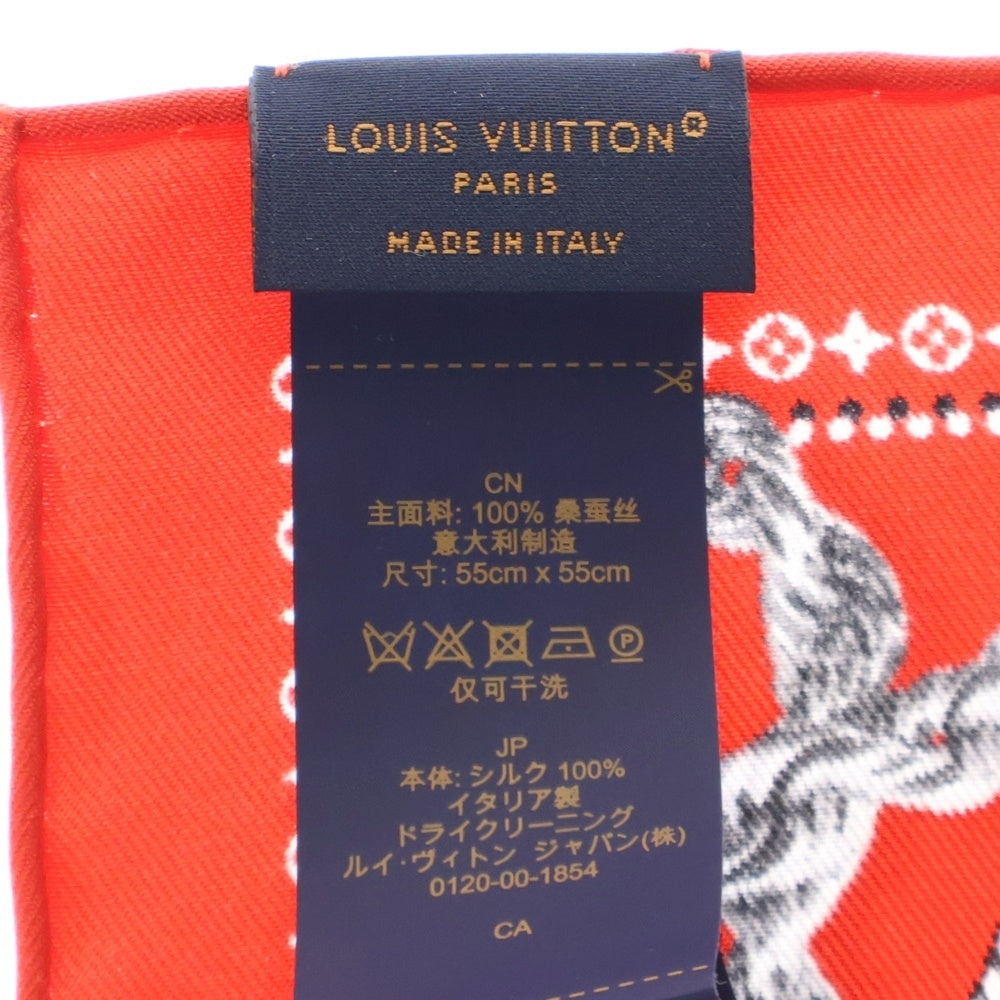 LOUIS VUITTON®
PARIS
MADE IN ITALY
CN
主面料: 100% 桑蚕丝
意大利制造
尺寸: 55cm x 55cm
P
仅可干洗
JP
本体: シルク 100%
イタリア製
ドライクリーニング
ルイ·ヴィトン ジャパン(株)
0120-00-1854
CA